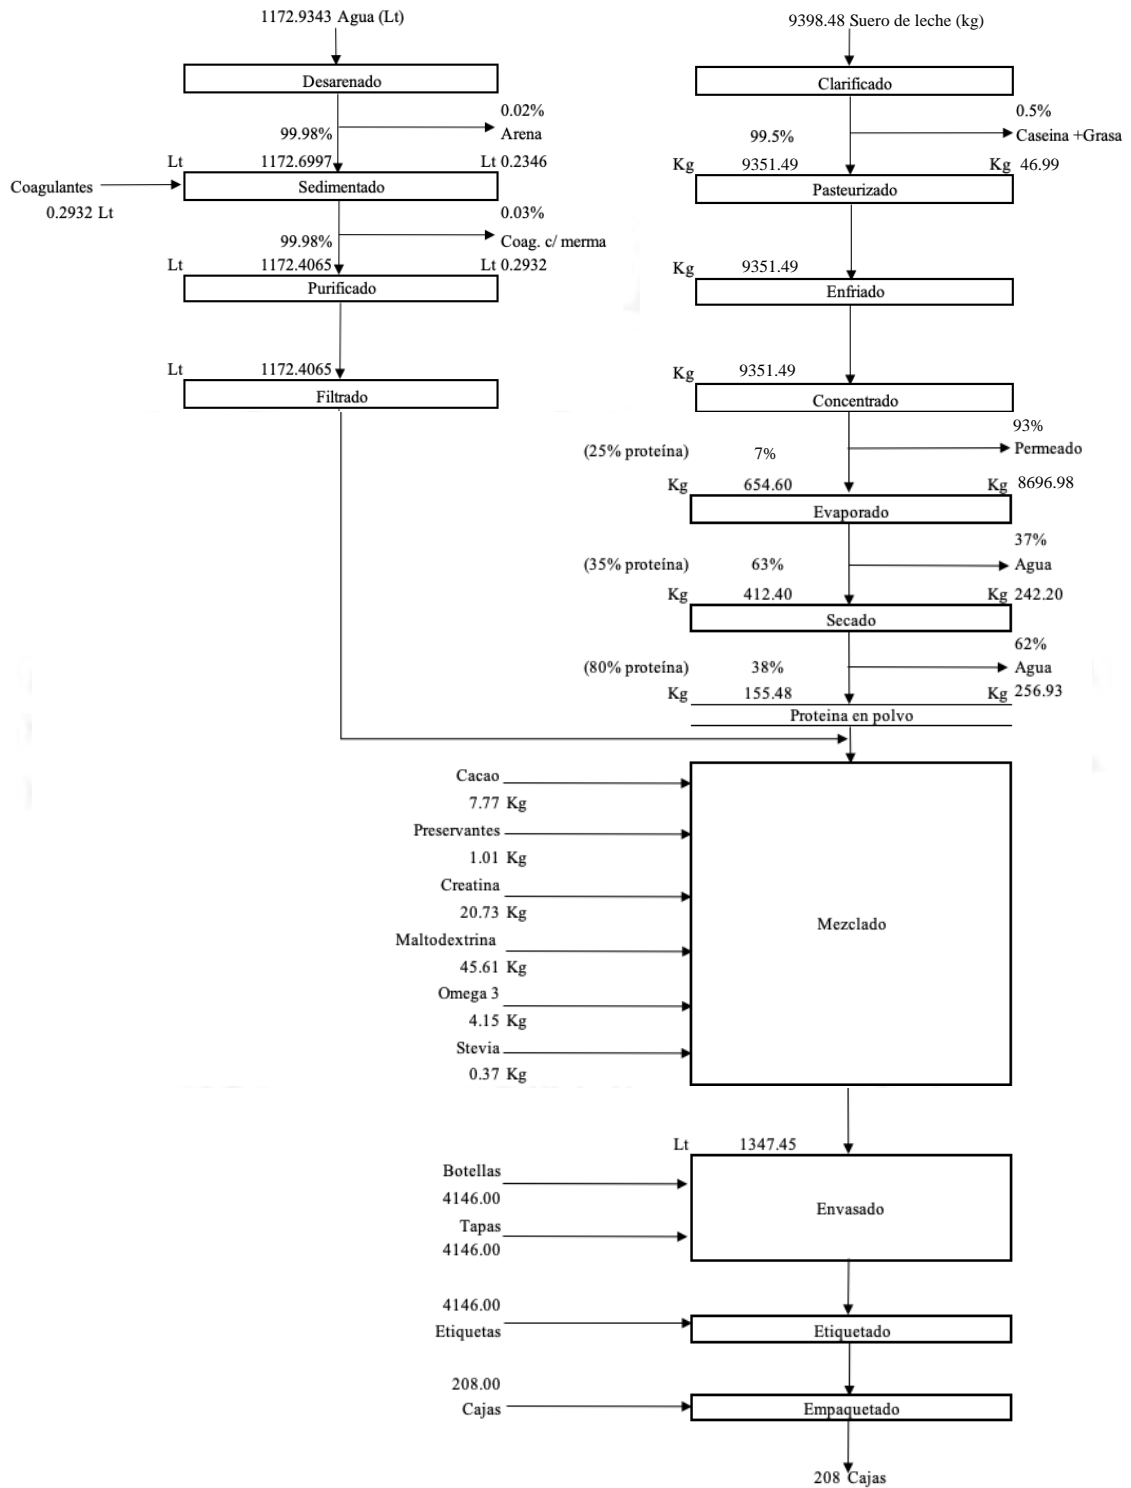 1172.9343 Agua (Lt)
9398.48 Suero de leche (kg)
Desarenado
Clarificado
0.02%
99.98%
Arena
0.5%
99.5%
Caseina +Grasa
Lt 1172.6997 Lt 0.2346
Kg 9351.49 Kg 46.99
Coagulantes
Sedimentado
Pasteurizado
0.2932 Lt
0.03%
99.98%
Coag. c/ merma
Lt 1172.4065 Lt 0.2932
Kg 9351.49
Purificado
Enfriado
Lt 1172.4065
Kg 9351.49
Filtrado
Concentrado
93%
(25% proteína) 7% Permeado
Kg 654.60 Kg 8696.98
Evaporado
37%
(35% proteína) 63% Agua
Kg 412.40 Kg 242.20
Secado
62%
(80% proteína) 38% Agua
Kg 155.48 Kg 256.93
Proteina en polvo
Cacao
7.77 Kg
Preservantes
1.01 Kg
Creatina
20.73 Kg
Mezclado
Maltodextrina
45.61 Kg
Omega 3
4.15 Kg
Stevia
0.37 Kg
Lt 1347.45
Botellas
4146.00
Envasado
Tapas
4146.00
4146.00
Etiquetas
Etiquetado
208.00
Cajas
Empaquetado
208 Cajas